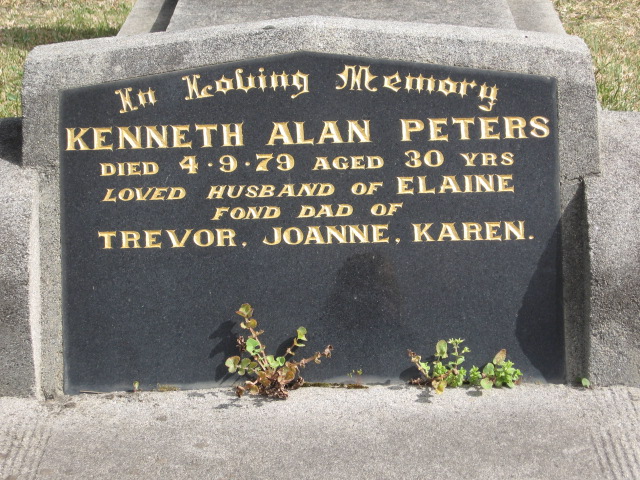 In Loving Memory
KENNETH ALAN PETERS
DIED 4·9·79 AGED 30 YRS
LOVED HUSBAND OF ELAINE
FOND DAD OF
TREVOR. JOANNE. KAREN.